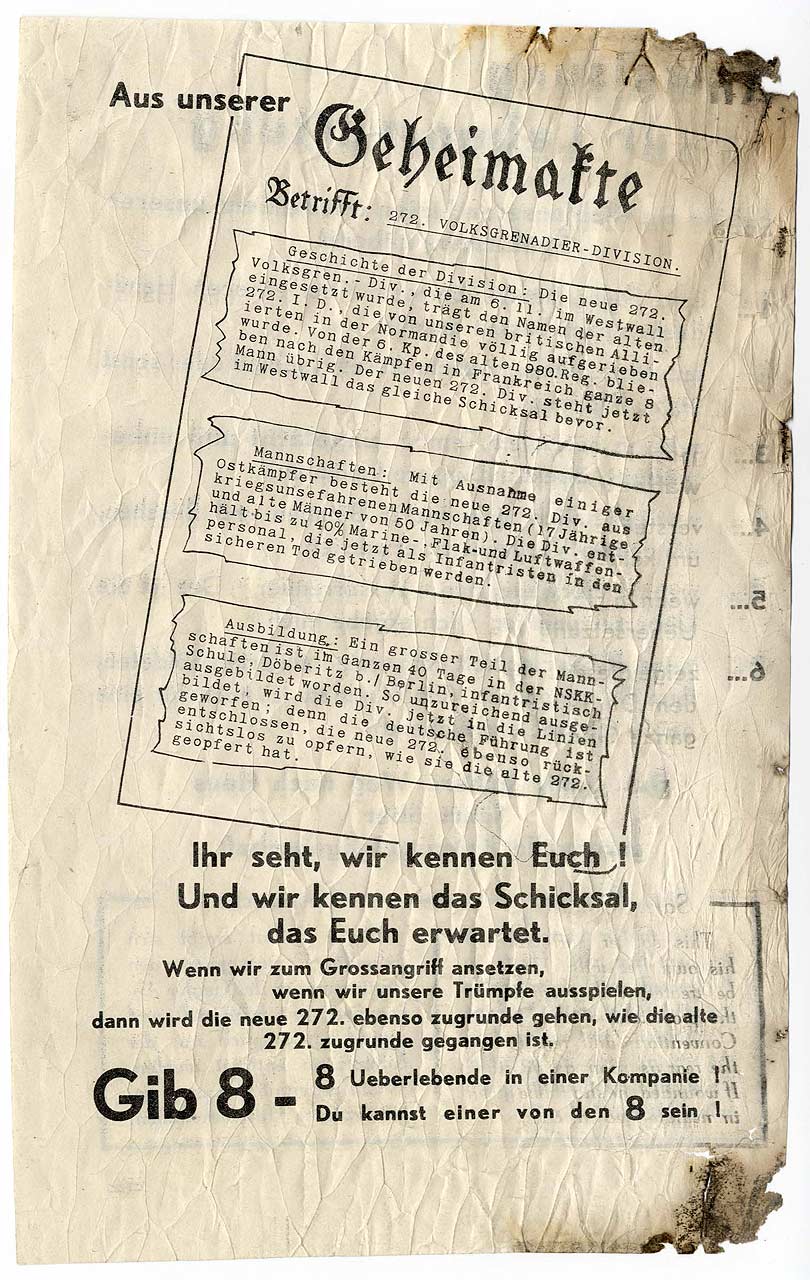 Aus unserer
Geheimakte
Betrifft: 272. VOLKSGRENADIER-DIVISION.
Geschichte der Division: Die neue 272.
Volksgren.- Div., die am 6. 11. im Westwall
eingesetzt wurde, trägt den Namen der alten
272. I. D., die von unseren britischen Alli-
ierten in der Normandie völlig aufgerieben
wurde. Von der 6. Kp. des alten 980. Reg. blie-
ben nach den Kämpfen in Frankreich ganze 8
Mann übrig. Der neuen 272. Div. steht jetzt
im Westwall das gleiche Schicksal bevor.
Mannschaften: Mit Ausnahme einiger
Ostkämpfer besteht die neue 272. Div. aus
kriegsunsefahrenen Mannschaften (17 Jährige
und alte Männer von 50 Jahren). Die Div. ent-
hält bis zu 40% Marine-, Flak- und Luftwaffen-
personal, die jetzt als Infantristen in den
sicheren Tod getrieben werden.
Ausbildung: Ein grosser Teil der Mann-
schaften ist im Ganzen 40 Tage in der NSKK-
Schule, Döberitz b./ Berlin, infantristisch
ausgebildet worden. So unzureichend ausge-
bildet, wird die Div. jetzt in die Linien
geworfen; denn die deutsche Führung ist
entschlossen, die neue 272. ebenso rück-
sichtslos zu opfern, wie sie die alte 272.
geopfert hat.
Ihr seht, wir kennen Euch !
Und wir kennen das Schicksal,
das Euch erwartet.
Wenn wir zum Grossangriff ansetzen,
wenn wir unsere Trümpfe ausspielen,
dann wird die neue 272. ebenso zugrunde gehen, wie die alte
272. zugrunde gegangen ist.
Gib 8 - 8 Ueberlebende in einer Kompanie !
Du kannst einer von den 8 sein !